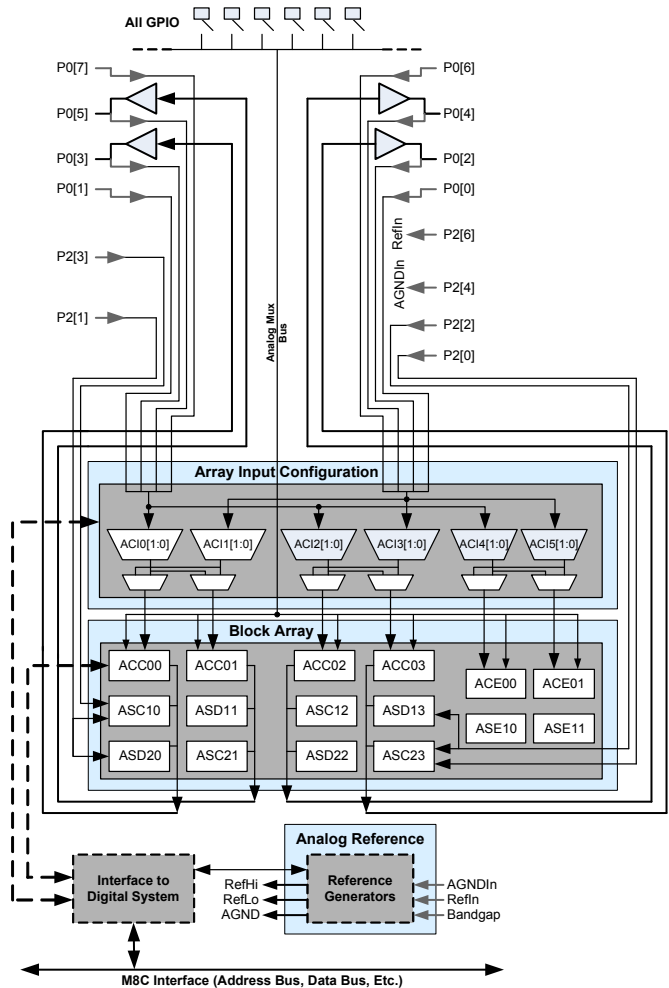 All GPIO
P0[7]
P0[6]
P0[5]
P0[4]
P0[3]
P0[2]
P0[1]
P0[0]
RefIn
P2[6]
P2[3]
AGNDIn
P2[4]
P2[1]
P2[2]
Analog Mux
Bus
P2[0]
Array Input Configuration
ACI0[1:0]
ACI1[1:0]
ACI2[1:0]
ACI3[1:0]
ACI4[1:0]
ACI5[1:0]
Block Array
ACC00
ACC01
ACC02
ACC03
ACE00
ACE01
ASC10
ASD11
ASC12
ASD13
ASE10
ASE11
ASD20
ASC21
ASD22
ASC23
Analog Reference
Interface to
Digital System
RefHi
RefLo
AGND
Reference
Generators
AGNDIn
RefIn
Bandgap
M8C Interface (Address Bus, Data Bus, Etc.)